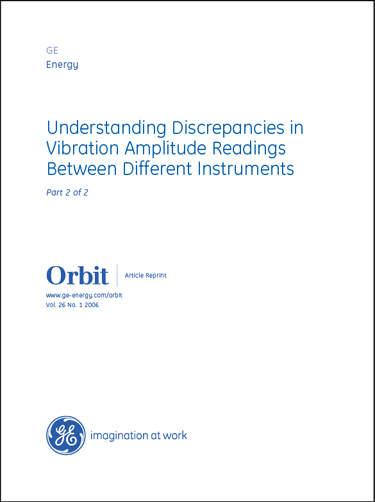 GE
Energy
Understanding Discrepancies in
Vibration Amplitude Readings
Between Different Instruments
Part 2 of 2
Orbit Article Reprint
www.ge-energy.com/orbit
Vol. 26 No. 1 2006
GE imagination at work